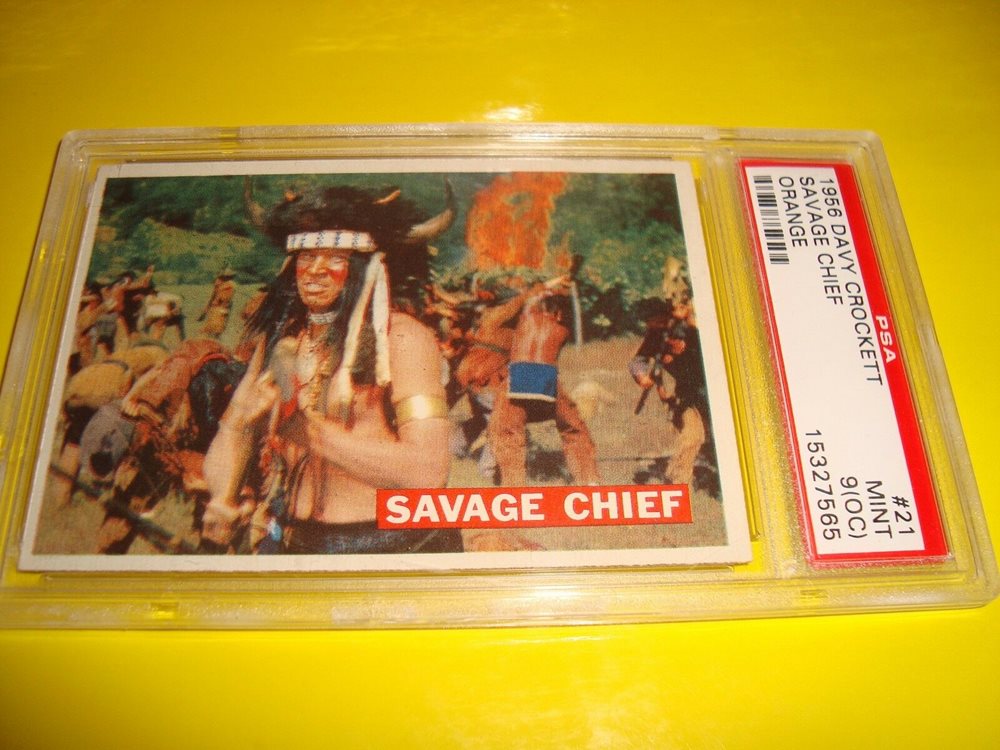 SAVAGE CHIEF
1956 DAVY CROCKETT
SAVAGE CHIEF
ORANGE
PSA
#21
MINT
9(OC)
15327565